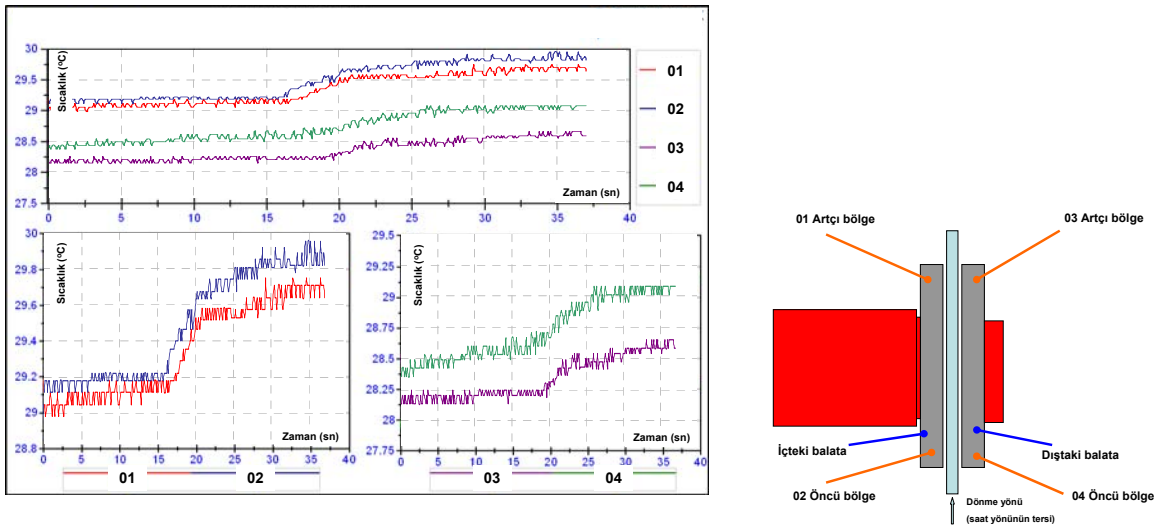 30
29.5
29
28.5
28
27.5
Sıcaklık (ºC)
Zaman (sn)
0 5 10 15 20 25 30 35 40
01
02
03
04
30
29.8
29.6
29.4
29.2
29
28.8
Sıcaklık (ºC)
Zaman (sn)
0 5 10 15 20 25 30 35 40
01 02
29.5
29.25
29
28.75
28.5
28.25
28
27.75
Sıcaklık (ºC)
Zaman (sn)
0 5 10 15 20 25 30 35 40
03 04
01 Artçı bölge
03 Artçı bölge
İçteki balata
Dıştaki balata
02 Öncü bölge
04 Öncü bölge
Dönme yönü
(saat yönünün tersi)